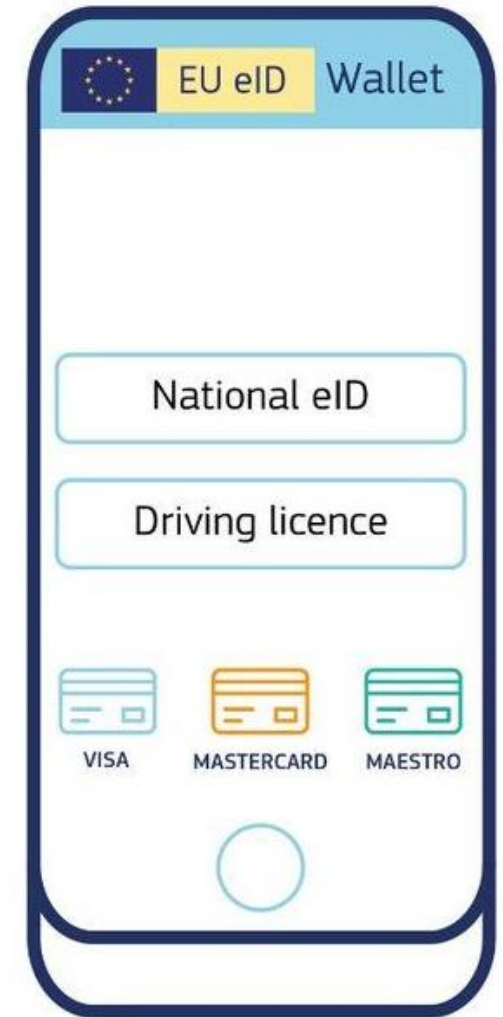 EU eID Wallet
National eID
Driving licence
VISA MASTERCARD MAESTRO